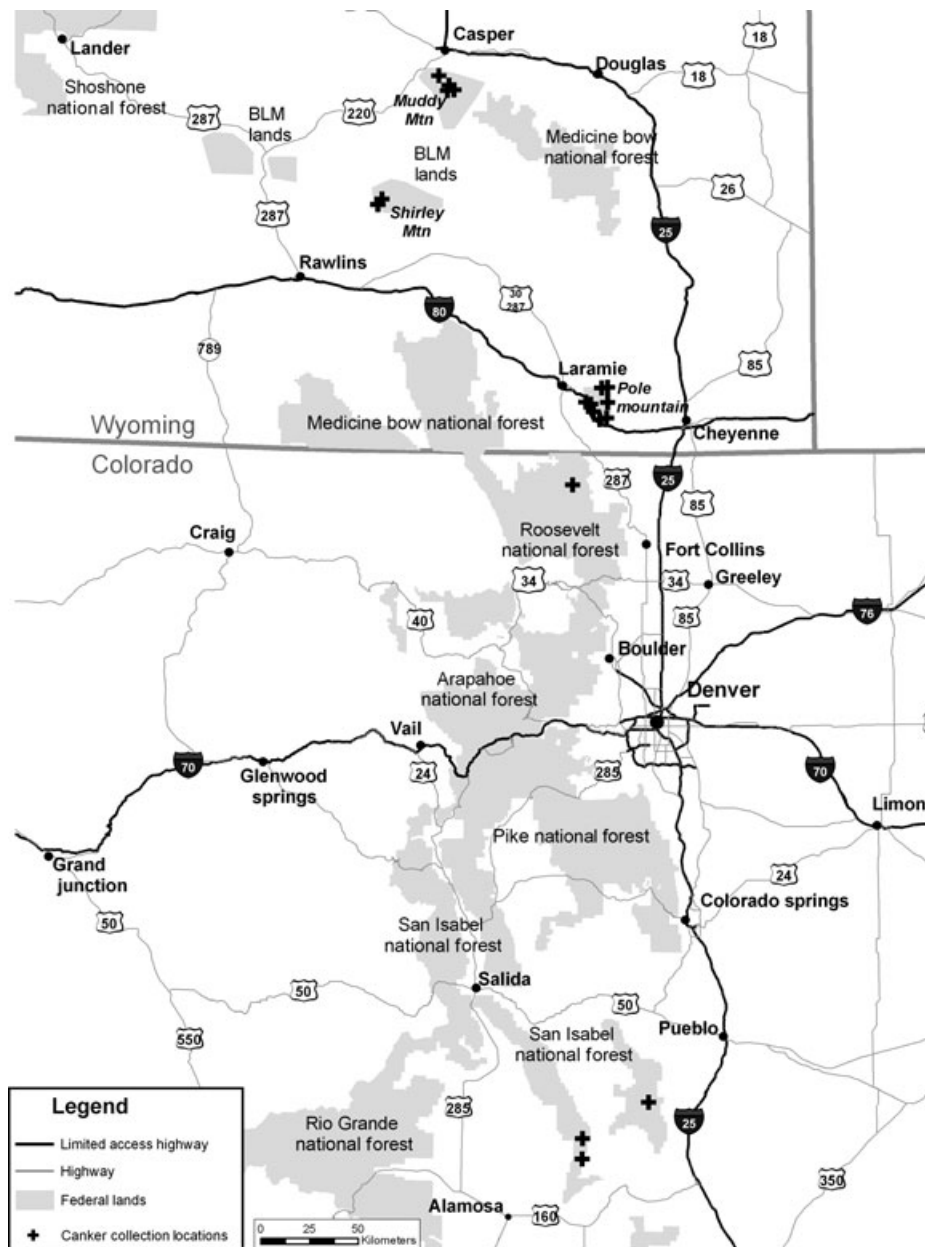 Casper
Lander
18
Douglas
18
Shoshone
national forest
Muddy
Mtn
220
287
BLM
lands
Medicine bow
national forest
BLM
lands
26
Shirley
Mtn
287
25
Rawlins
30
287
80
789
85
Laramie
Pole
mountain
Medicine bow national forest
Wyoming
Cheyenne
Colorado
287
25
85
Roosevelt
national forest
Craig
Fort Collins
34
34
Greeley
40
85
76
Boulder
Arapahoe
national forest
Denver
Vail
24
70
Glenwood
springs
285
70
Limon
Pike national forest
Grand
junction
24
Colorado springs
50
San Isabel
national forest
Salida
50
50
San Isabel
national forest
Pueblo
550
Legend
Limited access highway
Highway
Federal lands
Canker collection locations
Rio Grande
national forest
285
25
350
Alamosa
160
0 25 50
Kilometers